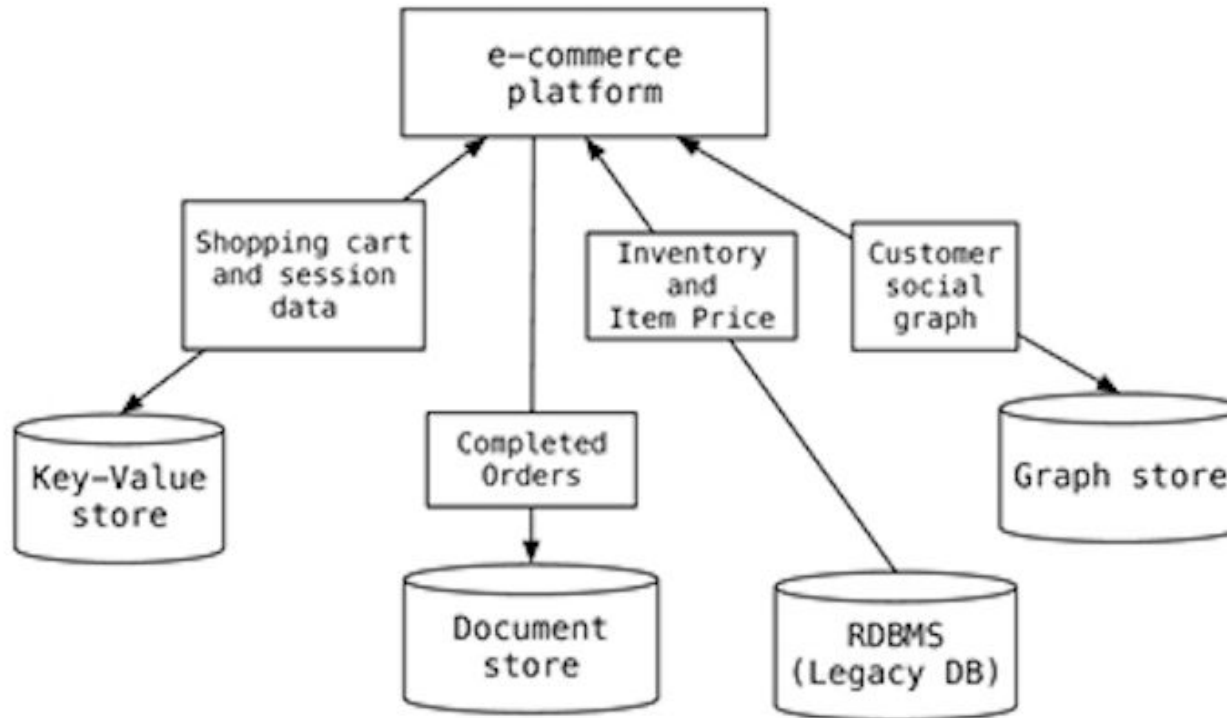 e-commerce
platform
Shopping cart
and session
data
Inventory
and
Item Price
Customer
social
graph
Completed
Orders
Key-Value
store
Graph store
Document
store
RDBMS
(Legacy DB)